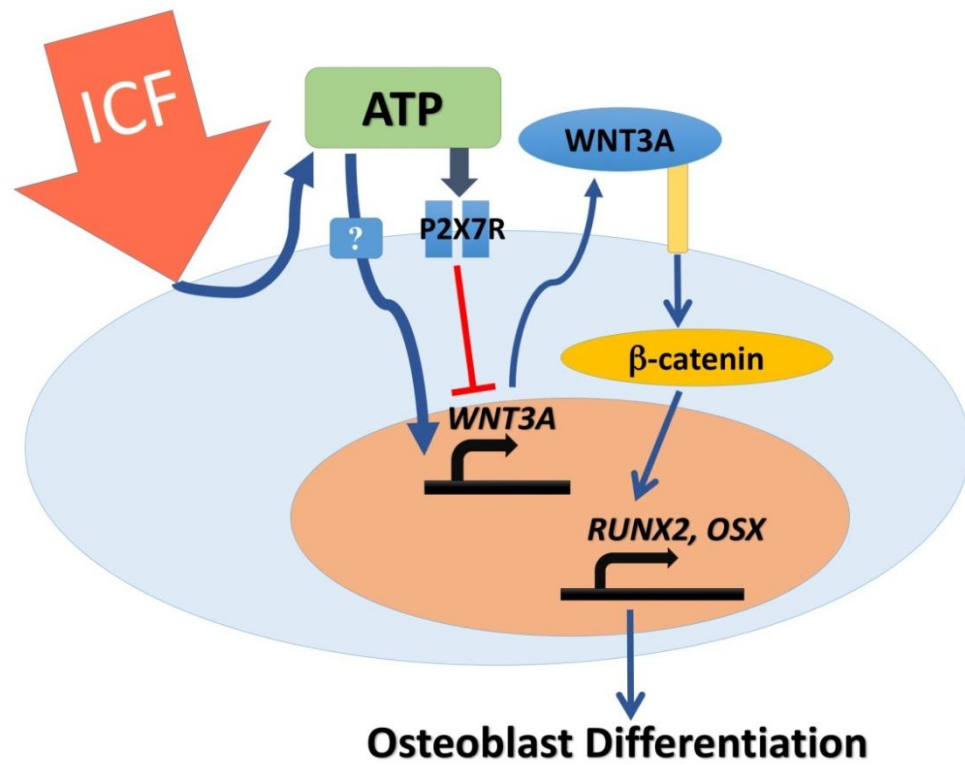 ICF
ATP
WNT3A
?
P2X7R
β-catenin
WNT3A
RUNX2, OSX
Osteoblast Differentiation